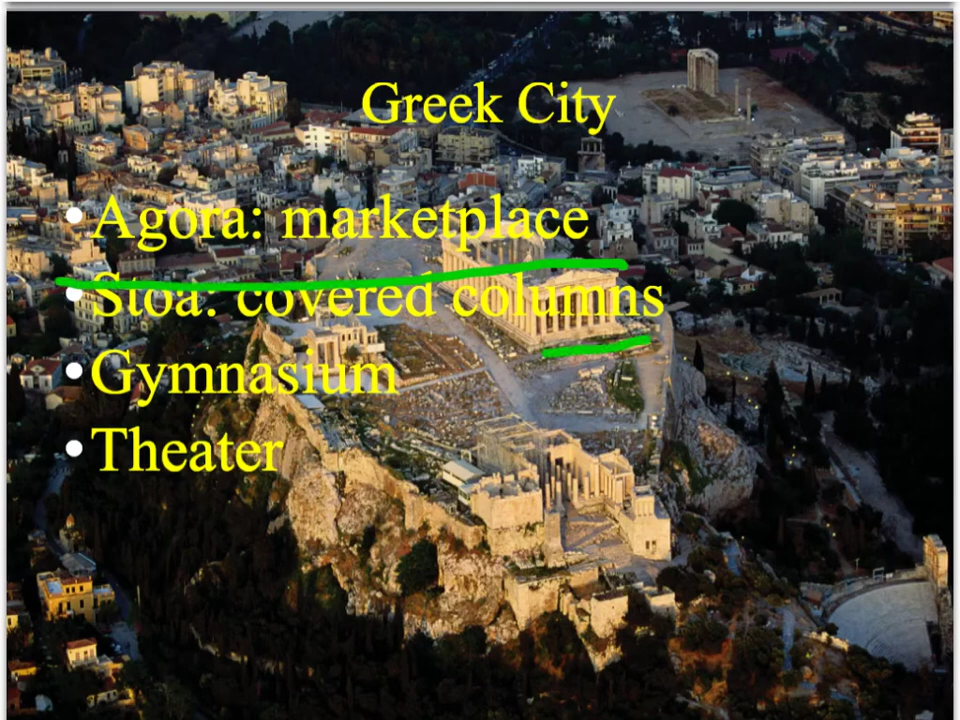 Greek City
• Agora: marketplace
• Stoa: covered columns
• Gymnasium
• Theater